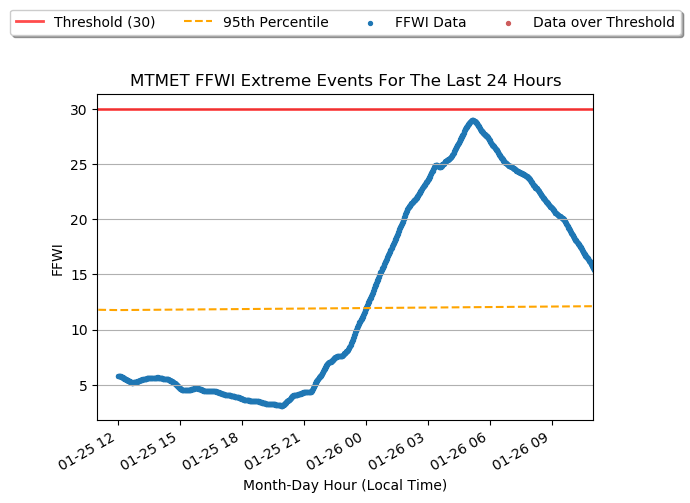 Threshold (30) 95th Percentile FFWI Data Data over Threshold
MTMET FFWI Extreme Events For The Last 24 Hours
30
25
20
15
10
5
FFWI
01-25 12 01-25 15 01-25 18 01-25 21 01-26 00 01-26 03 01-26 06 01-26 09
Month-Day Hour (Local Time)